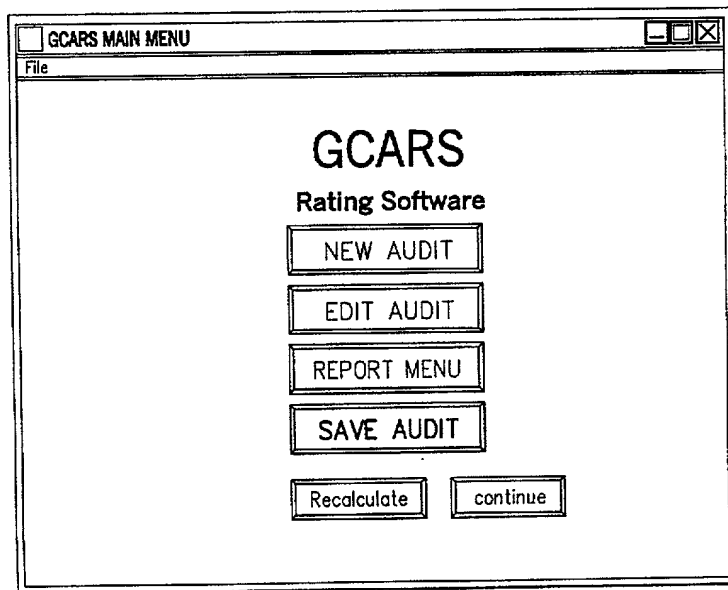 GCARS MAIN MENU
File
GCARS
Rating Software
NEW AUDIT
EDIT AUDIT
REPORT MENU
SAVE AUDIT
Recalculate continue